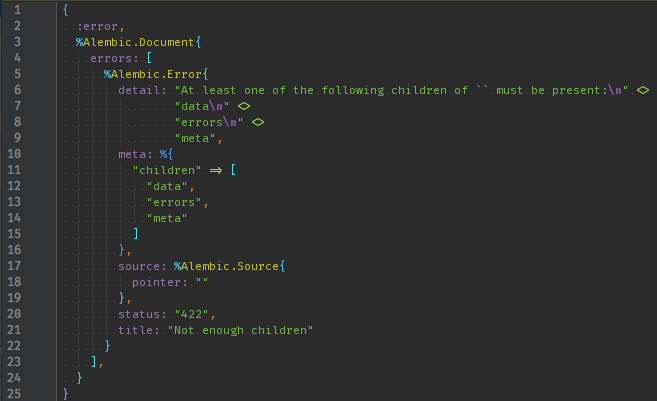 1 {
2   :error,
3   %Alembic.Document{
4     errors: [
5       %Alembic.Error{
6         detail: "At least one of the following children of `` must be present:\n" <>
7                 "data\n" <>
8                 "errors\n" <>
9                 "meta",
10         meta: %{
11           "children" => [
12             "data",
13             "errors",
14             "meta"
15           ]
16         },
17         source: %Alembic.Source{
18           pointer: ""
19         },
20         status: "422",
21         title: "Not enough children"
22       }
23     ],
24   }
25 }